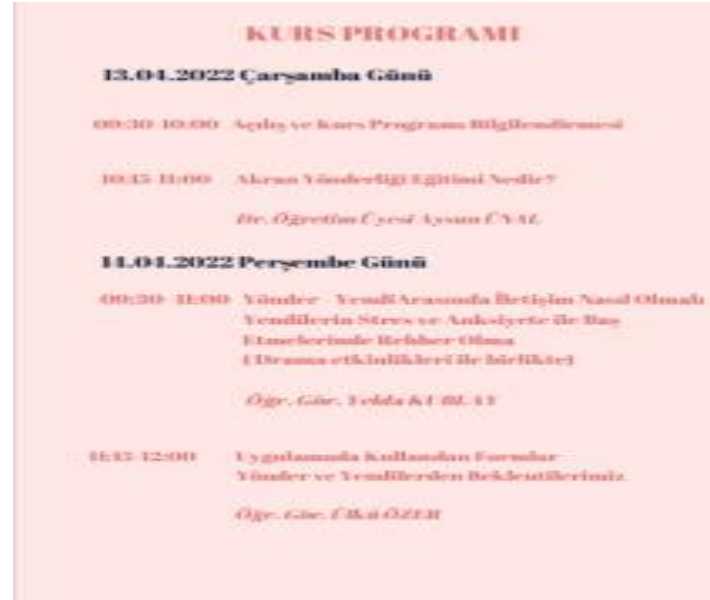 KURS PROGRAMI
13.04.2022 Çarşamba Günü
09:30-10:00 Açılış ve Kurs Programı Bilgilendirmesi
10:15-11:00 Akran Yönderliği Eğitimi Nedir?
Dr. Öğretim Üyesi Aysun ÜNAL
14.04.2022 Perşembe Günü
09:30-11:00 Yönder - Yendi Arasında İletişim Nasıl Olmalı
Yendilerin Stres ve Anksiyete ile Baş
Etmelerinde Rehber Olma
(Drama etkinlikleri ile birlikte)
Öğr. Gör. Yelda KUBLAY
11:15-12:00 Uygulamada Kullanılan Formlar
Yönder ve Yendilerden Beklentilerimiz
Öğr. Gör. Ülkü ÖZER